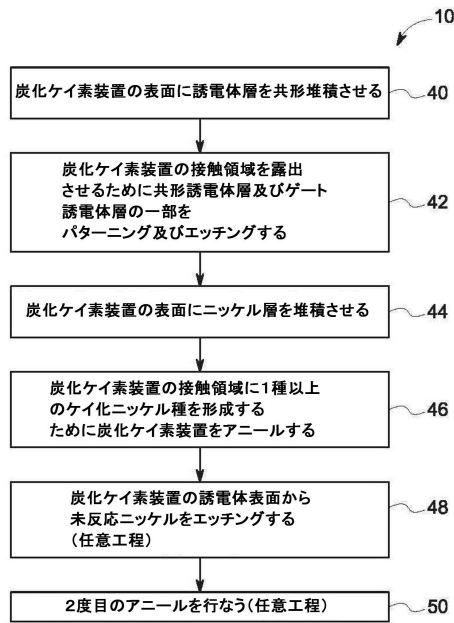 10
炭化ケイ素装置の表面に誘電体層を共形堆積させる
40
炭化ケイ素装置の接触領域を露出
させるために共形誘電体層及びゲート
誘電体層の一部を
パターニング及びエッチングする
42
炭化ケイ素装置の表面にニッケル層を堆積させる
44
炭化ケイ素装置の接触領域に1種以上
のケイ化ニッケル種を形成する
ために炭化ケイ素装置をアニールする
46
炭化ケイ素装置の誘電体表面から
未反応ニッケルをエッチングする
(任意工程)
48
2度目のアニールを行なう(任意工程)
50